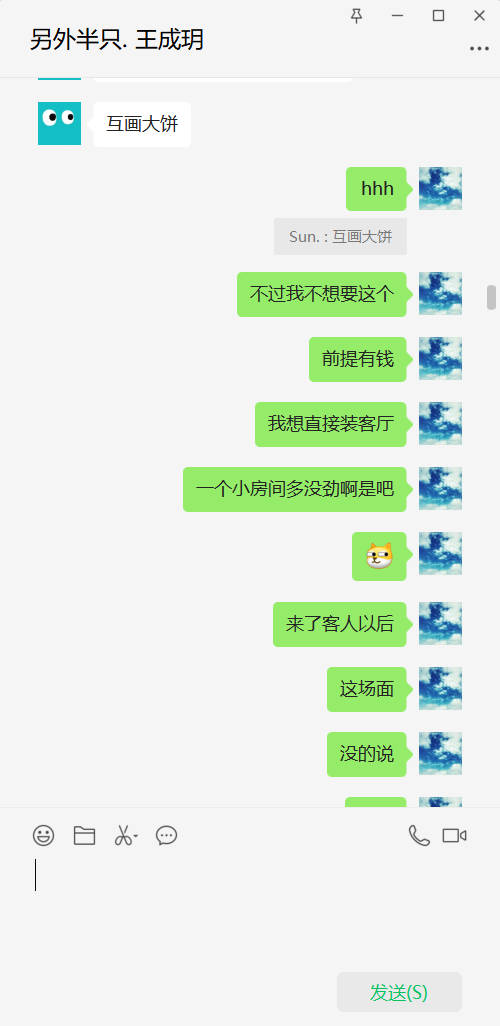 另外半只. 王成玥
互画大饼
hhh
Sun. : 互画大饼
不过我不想要这个
前提有钱
我想直接装客厅
一个小房间多没劲啊是吧
来了客人以后
这场面
没的说
发送(S)